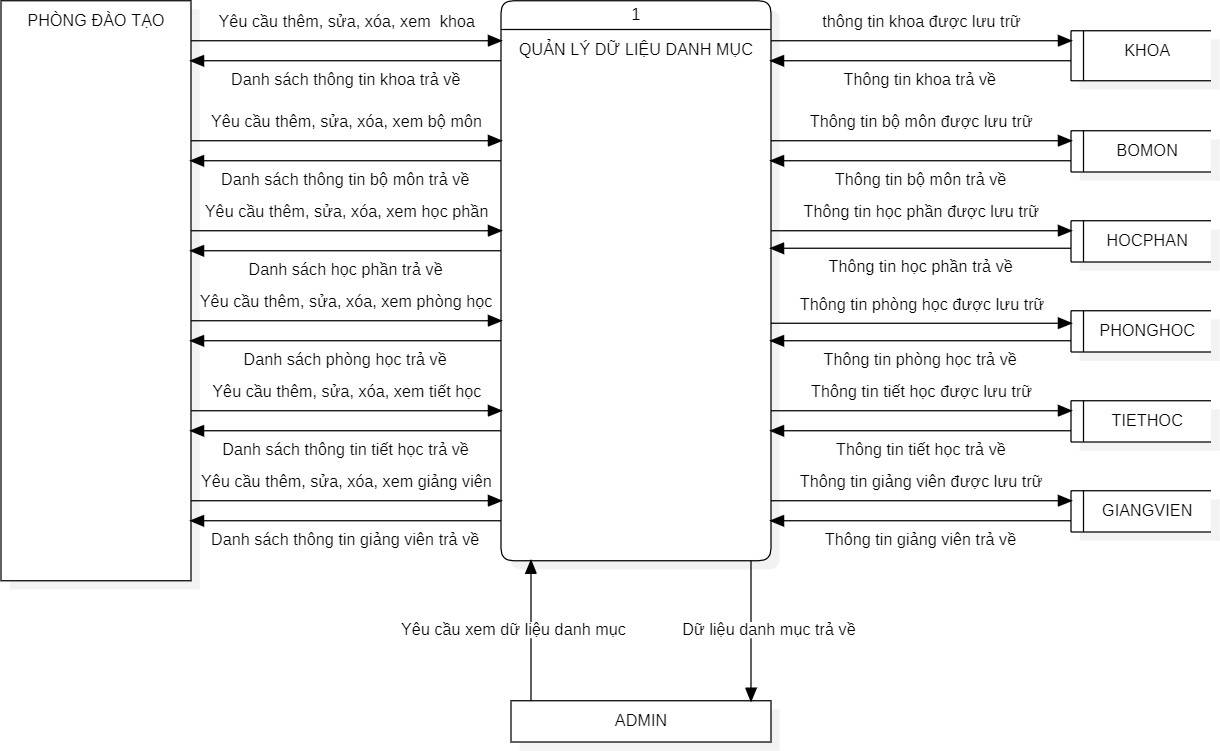 PHÒNG ĐÀO TẠO
Yêu cầu thêm, sửa, xóa, xem khoa
1
thông tin khoa được lưu trữ
QUẢN LÝ DỮ LIỆU DANH MỤC
KHOA
Danh sách thông tin khoa trả về
Thông tin khoa trả về
Yêu cầu thêm, sửa, xóa, xem bộ môn
Thông tin bộ môn được lưu trữ
BOMON
Danh sách thông tin bộ môn trả về
Thông tin bộ môn trả về
Yêu cầu thêm, sửa, xóa, xem học phần
Thông tin học phần được lưu trữ
HOCPHAN
Danh sách học phần trả về
Thông tin học phần trả về
Yêu cầu thêm, sửa, xóa, xem phòng học
Thông tin phòng học được lưu trữ
PHONGHOC
Danh sách phòng học trả về
Thông tin phòng học trả về
Yêu cầu thêm, sửa, xóa, xem tiết học
Thông tin tiết học được lưu trữ
TIETHOC
Danh sách thông tin tiết học trả về
Thông tin tiết học trả về
Yêu cầu thêm, sửa, xóa, xem giảng viên
Thông tin giảng viên được lưu trữ
GIANGVIEN
Danh sách thông tin giảng viên trả về
Thông tin giảng viên trả về
Yêu cầu xem dữ liệu danh mục
Dữ liệu danh mục trả về
ADMIN